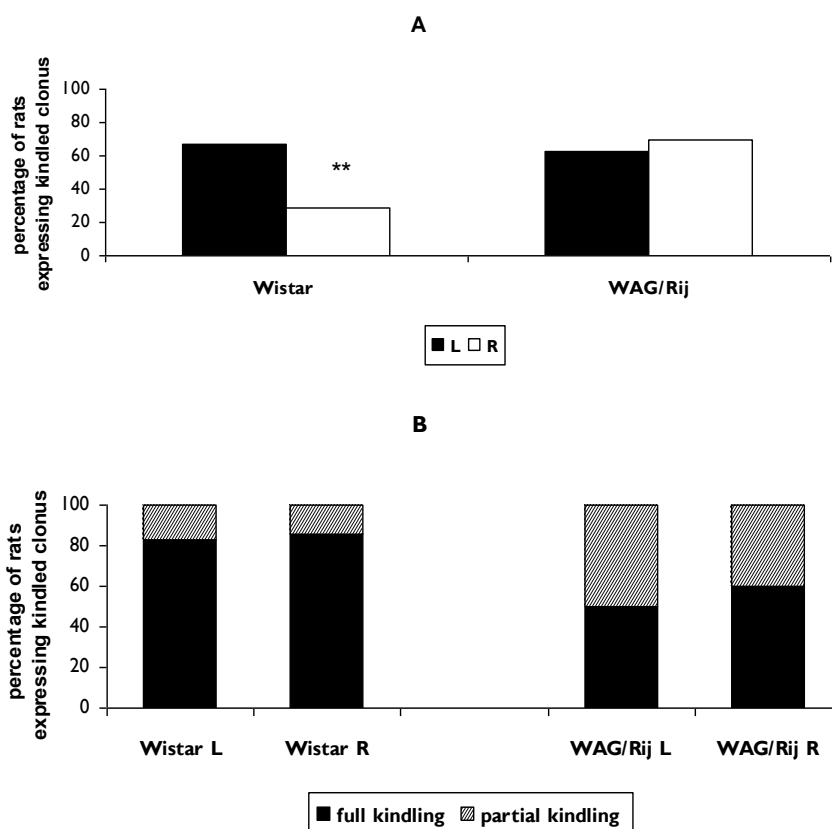 A
percentage of rats
expressing kindled clonus
100
80
60
40
20
0
**
Wistar
WAG/Rij
L R
B
percentage of rats
expressing kindled clonus
100
80
60
40
20
0
Wistar L
Wistar R
WAG/Rij L
WAG/Rij R
full kindling partial kindling